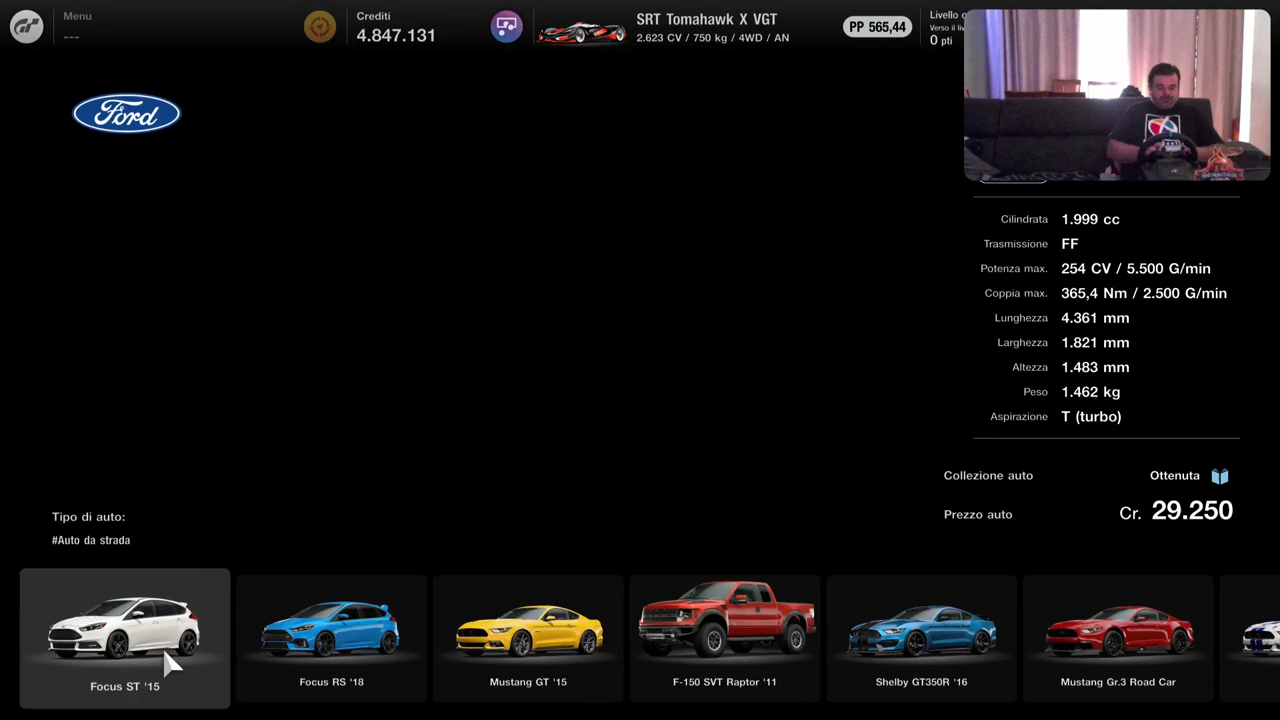 Menu
---
Crediti
4.847.131
SRT Tomahawk X VGT
2.623 CV / 750 kg / 4WD / AN
PP 565,44
Livello
Verso il
0 pti
Ford
Cilindrata 1.999 cc
Trasmissione FF
Potenza max. 254 CV / 5.500 G/min
Coppia max. 365,4 Nm / 2.500 G/min
Lunghezza 4.361 mm
Larghezza 1.821 mm
Altezza 1.483 mm
Peso 1.462 kg
Aspirazione T (turbo)
Collezione auto Ottenuta
Prezzo auto Cr. 29.250
Tipo di auto:
#Auto da strada
Focus ST '15
Focus RS '18
Mustang GT '15
F-150 SVT Raptor '11
Shelby GT350R '16
Mustang Gr.3 Road Car